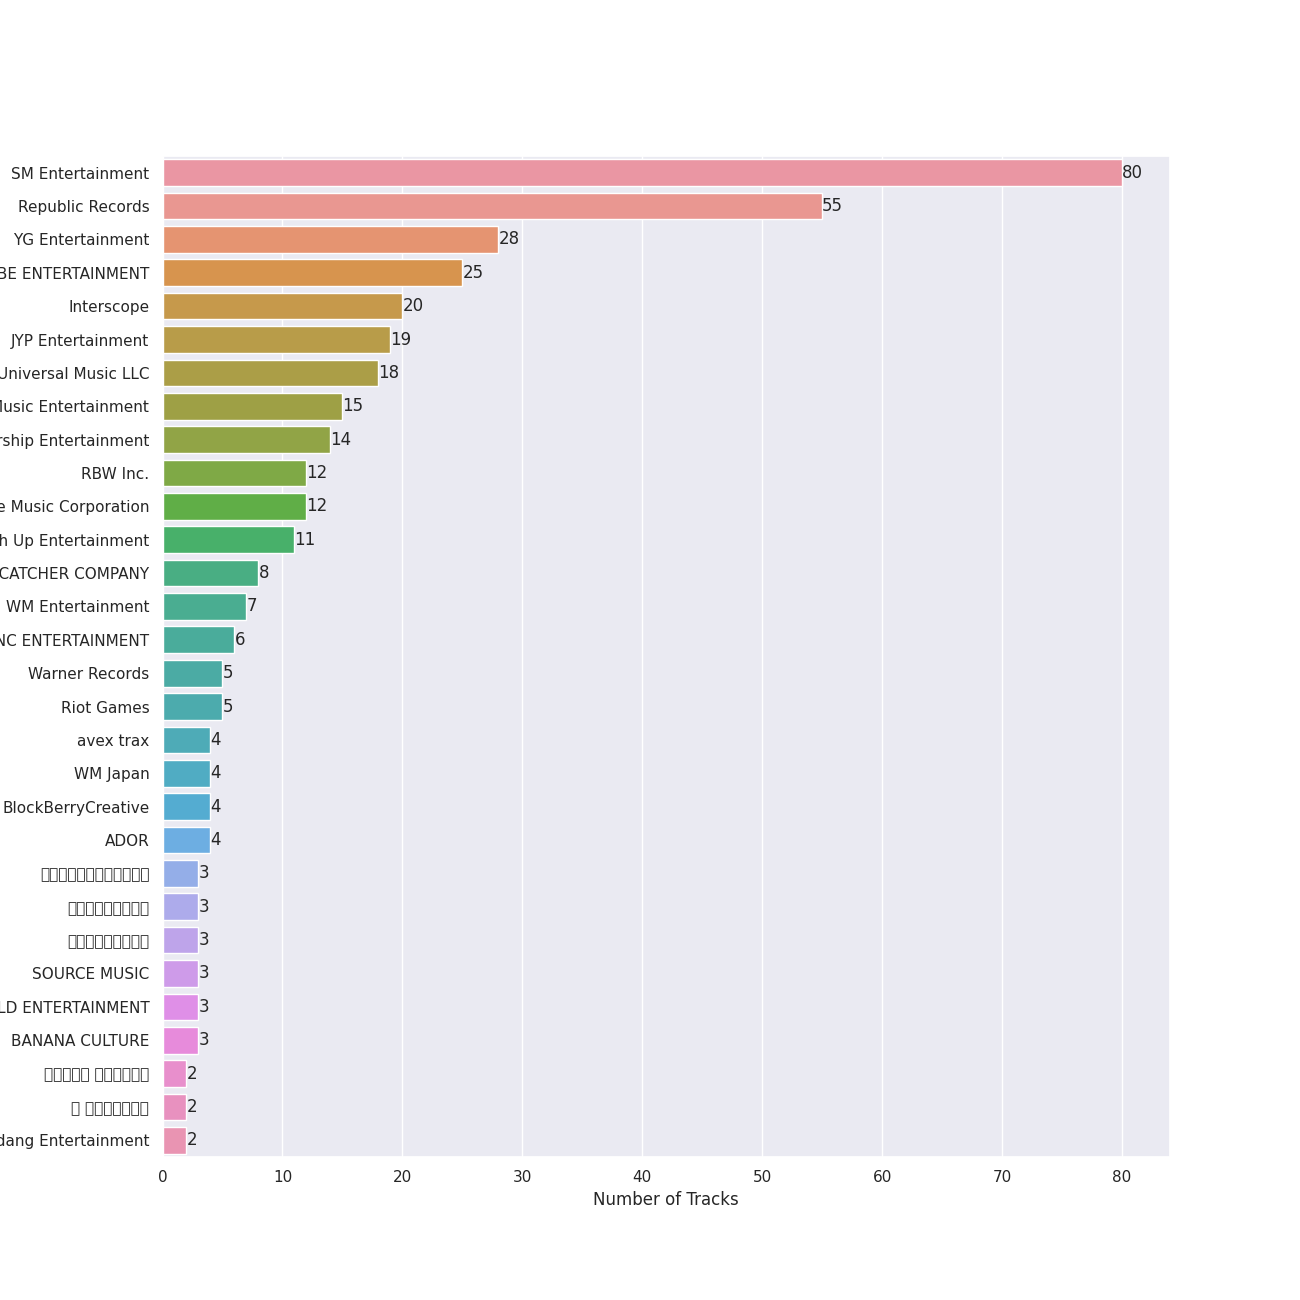 SM Entertainment 80
Republic Records 55
YG Entertainment 28
BE ENTERTAINMENT 25
Interscope 20
JYP Entertainment 19
Universal Music LLC 18
Music Entertainment 15
rship Entertainment 14
RBW Inc. 12
e Music Corporation 12
h Up Entertainment 11
CATCHER COMPANY 8
WM Entertainment 7
NC ENTERTAINMENT 6
Warner Records 5
Riot Games 5
avex trax 4
WM Japan 4
BlockBerryCreative 4
ADOR 4
3
3
3
SOURCE MUSIC 3
LD ENTERTAINMENT 3
BANANA CULTURE 3
2
2
dang Entertainment 2
0 10 20 30 40 50 60 70 80
Number of Tracks